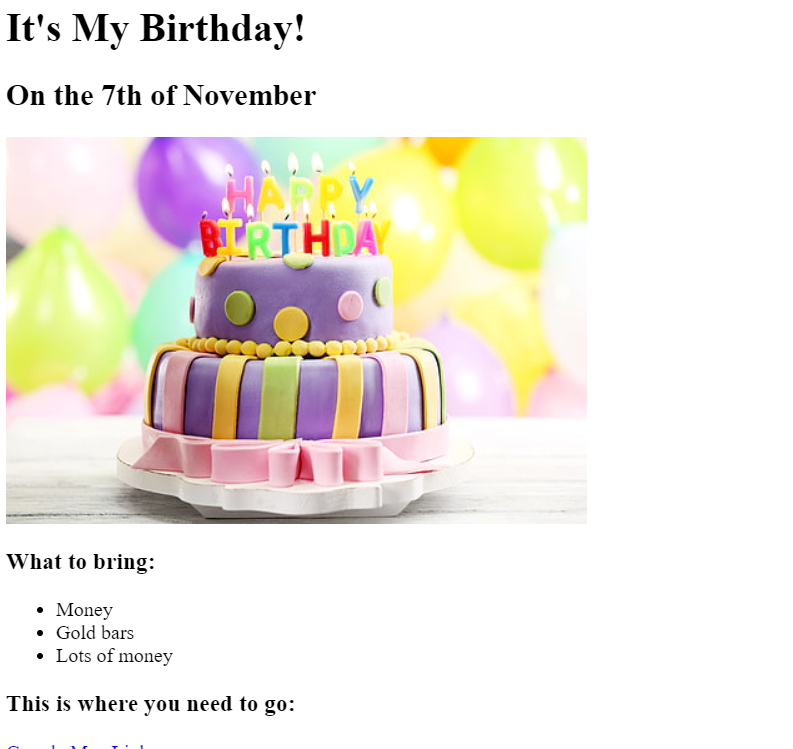 It's My Birthday!
On the 7th of November
HAPPY
BIRTHDAY
What to bring:
Money
Gold bars
Lots of money
This is where you need to go: